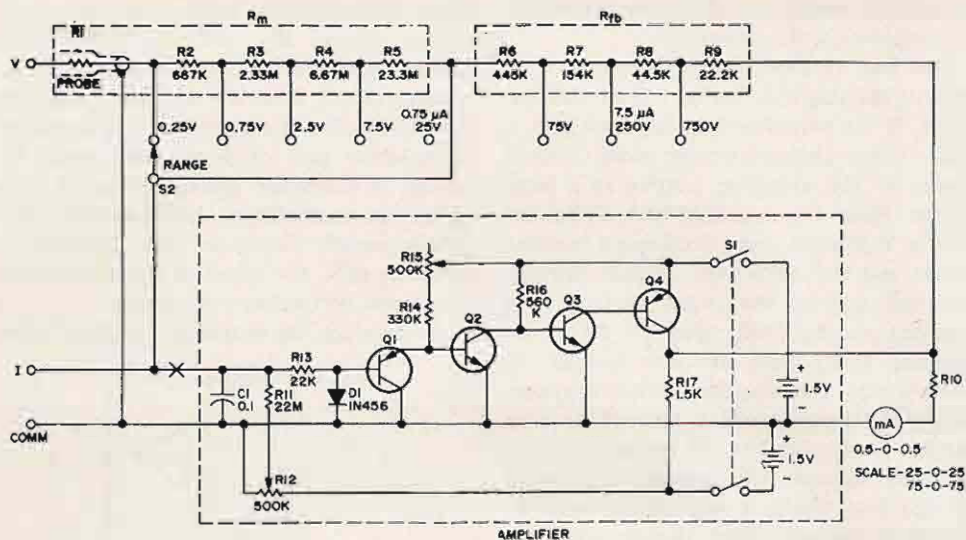 Rm
Rfb
R1
R2
R3
R4
R5
R6
R7
R8
R9
V
687K
2.33M
6.67M
23.3M
445K
154K
44.5K
22.2K
PROBE
0.75 µA
7.5 µA
0.25V
0.75V
2.5V
7.5V
25V
75V
250V
750V
RANGE
S2
R15
500K
S1
R16
560
K
Q4
R14
330K
Q2
Q3
Q1
R13
22K
I
R11
22M
R17
1.5K
+
1.5V
-
R10
C1
0.1
D1
1N456
COMM
mA
+
1.5V
-
0.5-0-0.5
R12
500K
SCALE-25-0-25
75-0-75
AMPLIFIER